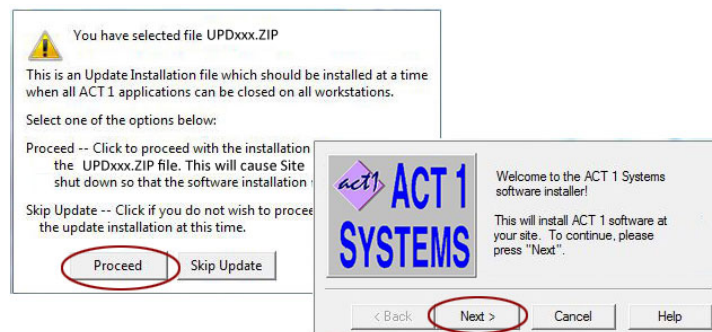 You have selected file UPDxxx.ZIP
This is an Update Installation file which should be installed at a time
when all ACT 1 applications can be closed on all workstations.
Select one of the options below:
Proceed -- Click to proceed with the installation
the UPDxxx.ZIP file. This will cause Site
shut down so that the software installation
Skip Update -- Click if you do not wish to procee
the update installation at this time.
Proceed
Skip Update
act1
ACT 1
SYSTEMS
Welcome to the ACT 1 Systems
software installer!
This will install ACT 1 software at
your site. To continue, please
press "Next".
< Back
Next >
Cancel
Help